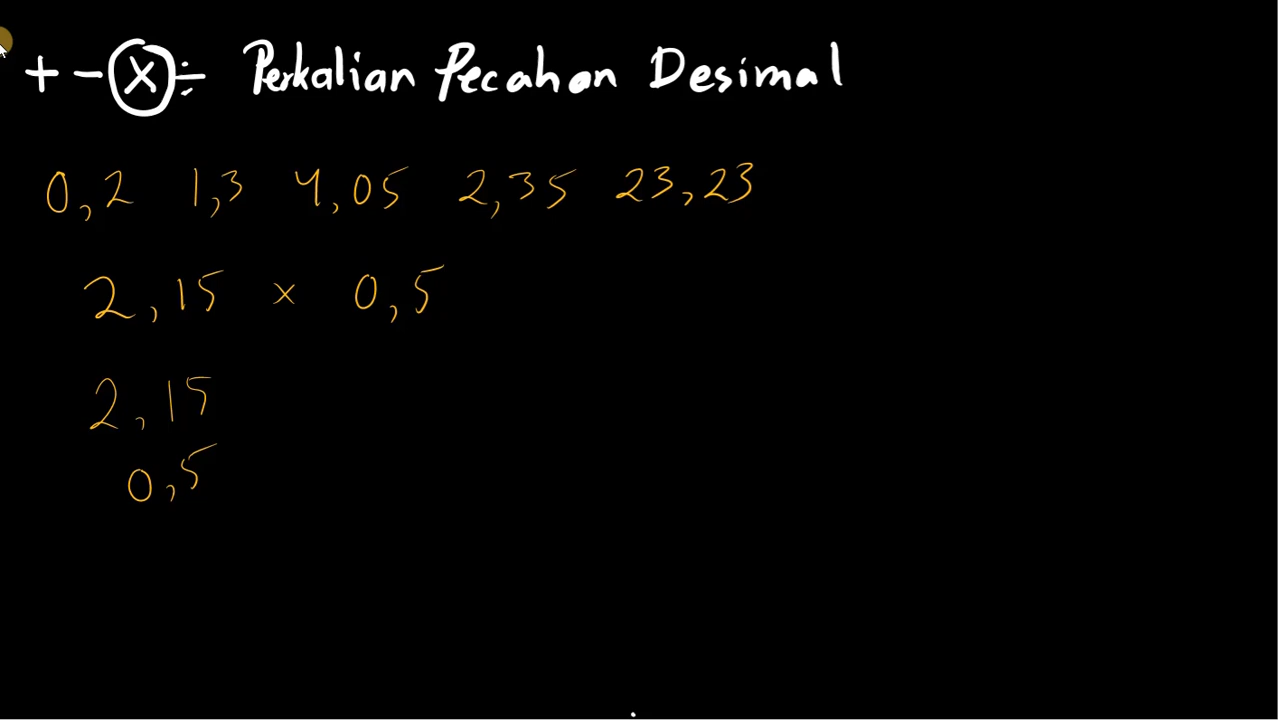 + - × ÷ Perkalian Pecahan Desimal
0,2 1,3 4,05 2,35 23,23
2,15 × 0,5
2,15
0,5